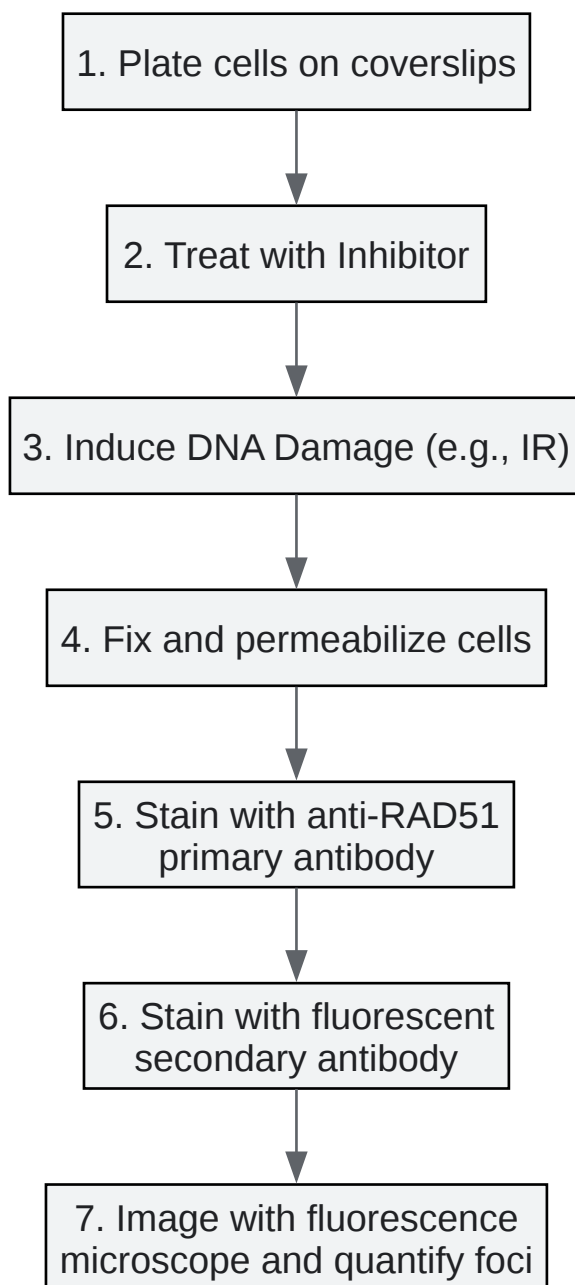 1. Plate cells on coverslips
2. Treat with Inhibitor
3. Induce DNA Damage (e.g., IR)
4. Fix and permeabilize cells
5. Stain with anti-RAD51
primary antibody
6. Stain with fluorescent
secondary antibody
7. Image with fluorescence
microscope and quantify foci